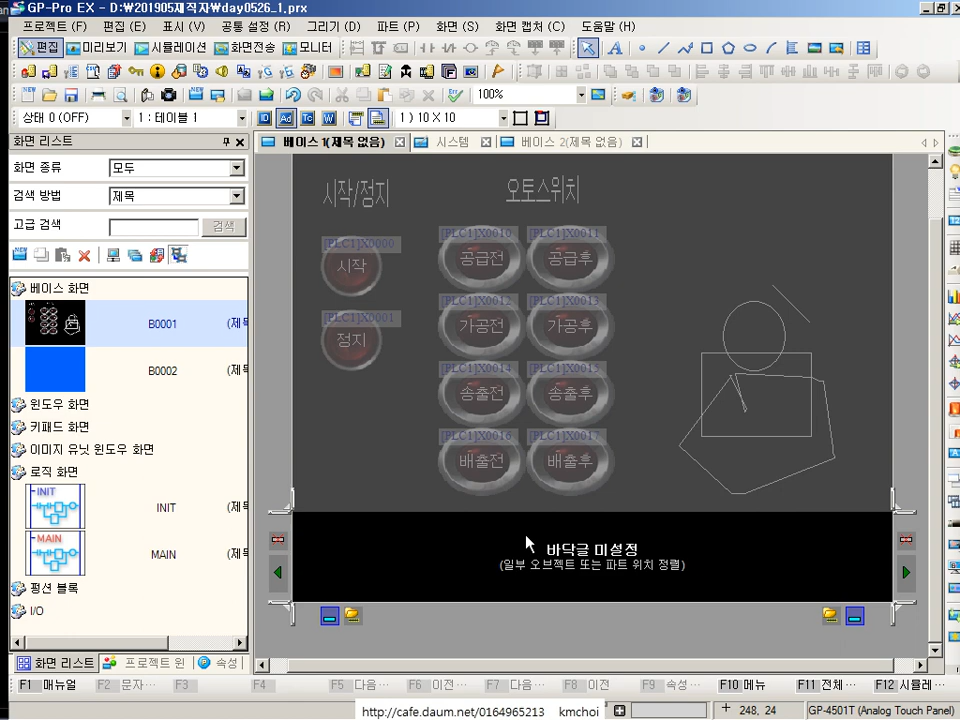 GP-Pro EX - D:₩201905재직자₩day0526_1.prx
프로젝트 (F) 편집 (E) 표시 (V) 공통 설정 (R) 그리기 (D) 파트 (P) 화면 (S) 화면 캡처 (C) 도움말 (H)
편집 미리보기 시뮬레이션 화면전송 모니터
100%
상태 0 (OFF) 1 : 테이블 1 ID Ad Tc W 1 ) 10 X 10
화면 리스트
베이스 1(제목 없음) 시스템 베이스 2(제목 없음)
화면 종류 모두
검색 방법 제목
고급 검색 검색
베이스 화면
B0001 (제목
B0002 (제목
윈도우 화면
키패드 화면
이미지 유닛 윈도우 화면
로직 화면
INIT INIT (제목
MAIN MAIN (제목
펑션 블록
I/O
화면 리스트 프로젝트 윈 속성
시작/정지 오토스위치
[PLC1]X0000 [PLC1]X0010 [PLC1]X0011
시작 공급전 공급후
[PLC1]X0001 [PLC1]X0012 [PLC1]X0013
정지 가공전 가공후
[PLC1]X0014 [PLC1]X0015
송출전 송출후
[PLC1]X0016 [PLC1]X0017
배출전 배출후
바닥글 미설정
(일부 오브젝트 또는 파트 위치 정렬)
F1 매뉴얼 F2 문자… F3 F4 F5 다음… F6 이전… F7 다음… F8 이전 F9 속성… F10 메뉴 F11 전체… F12 시뮬레…
http://cafe.daum.net/0164965213 kmchoi 248, 24 GP-4501T (Analog Touch Panel)